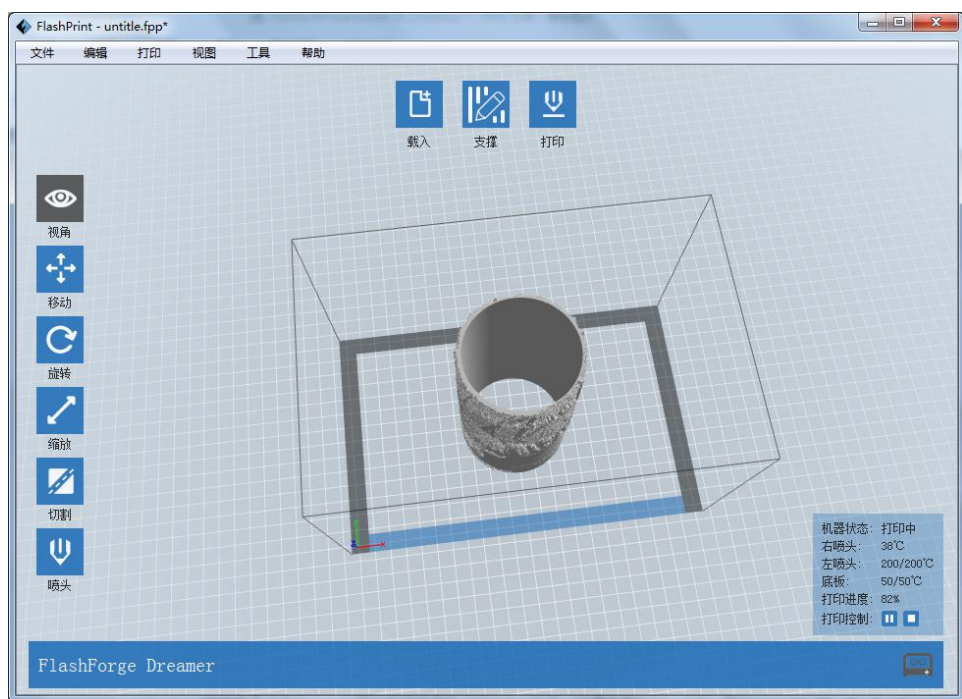 FlashPrint - untitle.fpp*
文件 编辑 打印 视图 工具 帮助
载入 支撑 打印
视角
移动
旋转
缩放
切割
喷头
机器状态: 打印中
右喷头: 38℃
左喷头: 200/200℃
底板: 50/50℃
打印进度: 82%
打印控制:
FlashForge Dreamer